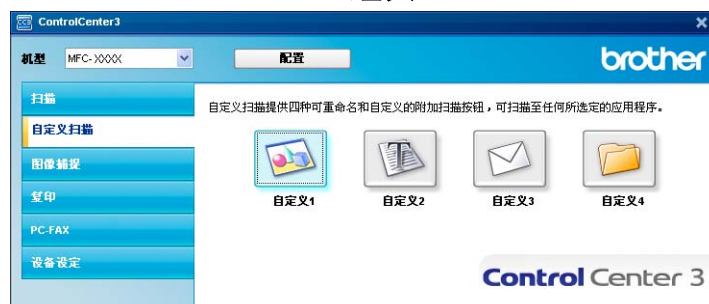 ControlCenter3
机型 MFC-XXXX 配置 brother
扫描
自定义扫描
图像捕捉
复印
PC-FAX
设备设定
自定义扫描提供四种可重命名和自定义的附加扫描按钮，可扫描至任何所选定的应用程序。
自定义1 自定义2 自定义3 自定义4
Control Center 3